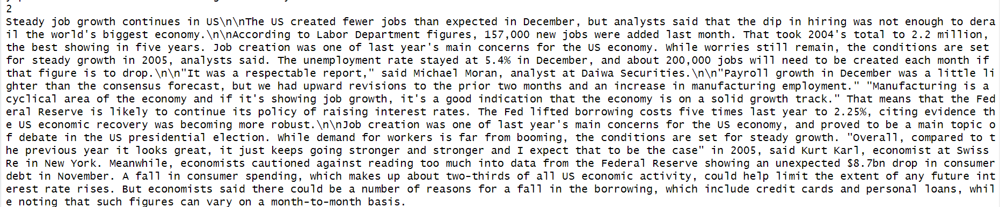 2
Steady job growth continues in US\n\nThe US created fewer jobs than expected in December, but analysts said that the dip in hiring was not enough to dera
il the world's biggest economy.\n\nAccording to Labor Department figures, 157,000 new jobs were added last month. That took 2004's total to 2.2 million,
the best showing in five years. Job creation was one of last year's main concerns for the US economy. While worries still remain, the conditions are set
for steady growth in 2005, analysts said. The unemployment rate stayed at 5.4% in December, and about 200,000 jobs will need to be created each month if
that figure is to drop.\n\n"It was a respectable report," said Michael Moran, analyst at Daiwa Securities.\n\n"Payroll growth in December was a little li
ghter than the consensus forecast, but we had upward revisions to the prior two months and an increase in manufacturing employment." "Manufacturing is a
cyclical area of the economy and if it's showing job growth, it's a good indication that the economy is on a solid growth track." That means that the Fed
eral Reserve is likely to continue its policy of raising interest rates. The Fed lifted borrowing costs five times last year to 2.25%, citing evidence th
e US economic recovery was becoming more robust.\n\nJob creation was one of last year's main concerns for the US economy, and proved to be a main topic o
f debate in the US presidential election. While demand for workers is far from booming, the conditions are set for steady growth. "Overall, compared to t
he previous year it looks great, it just keeps going stronger and stronger and I expect that to be the case" in 2005, said Kurt Karl, economist at Swiss
Re in New York. Meanwhile, economists cautioned against reading too much into data from the Federal Reserve showing an unexpected $8.7bn drop in consumer
debt in November. A fall in consumer spending, which makes up about two-thirds of all US economic activity, could help limit the extent of any future int
erest rate rises. But economists said there could be a number of reasons for a fall in the borrowing, which include credit cards and personal loans, whil
e noting that such figures can vary on a month-to-month basis.